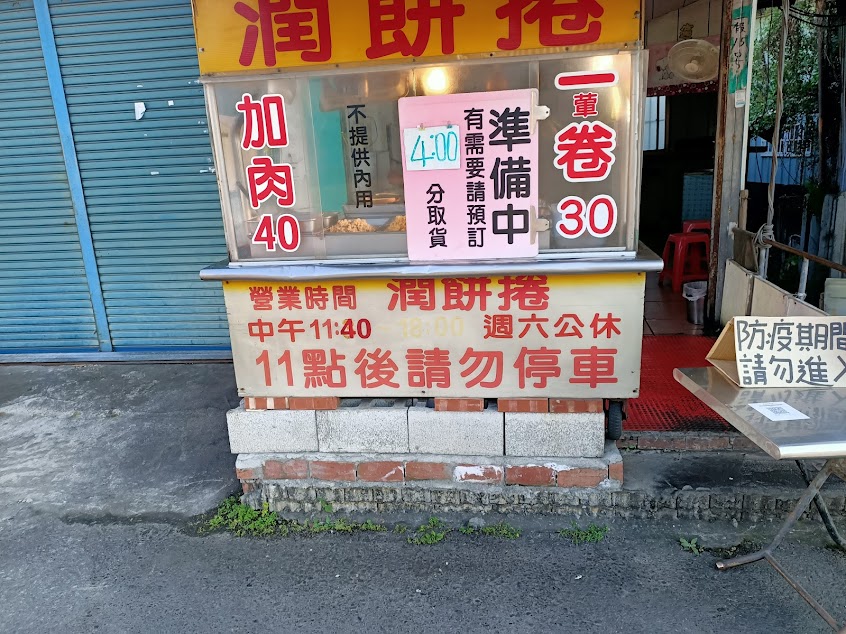 潤餅捲
加肉
40
不提供內用
準備中
有需要請預訂
4:00
分取貨
一
葷
卷
30
營業時間 潤餅捲
中午11:40 - 18:00 週六公休
11點後請勿停車
防疫期間
請勿進入